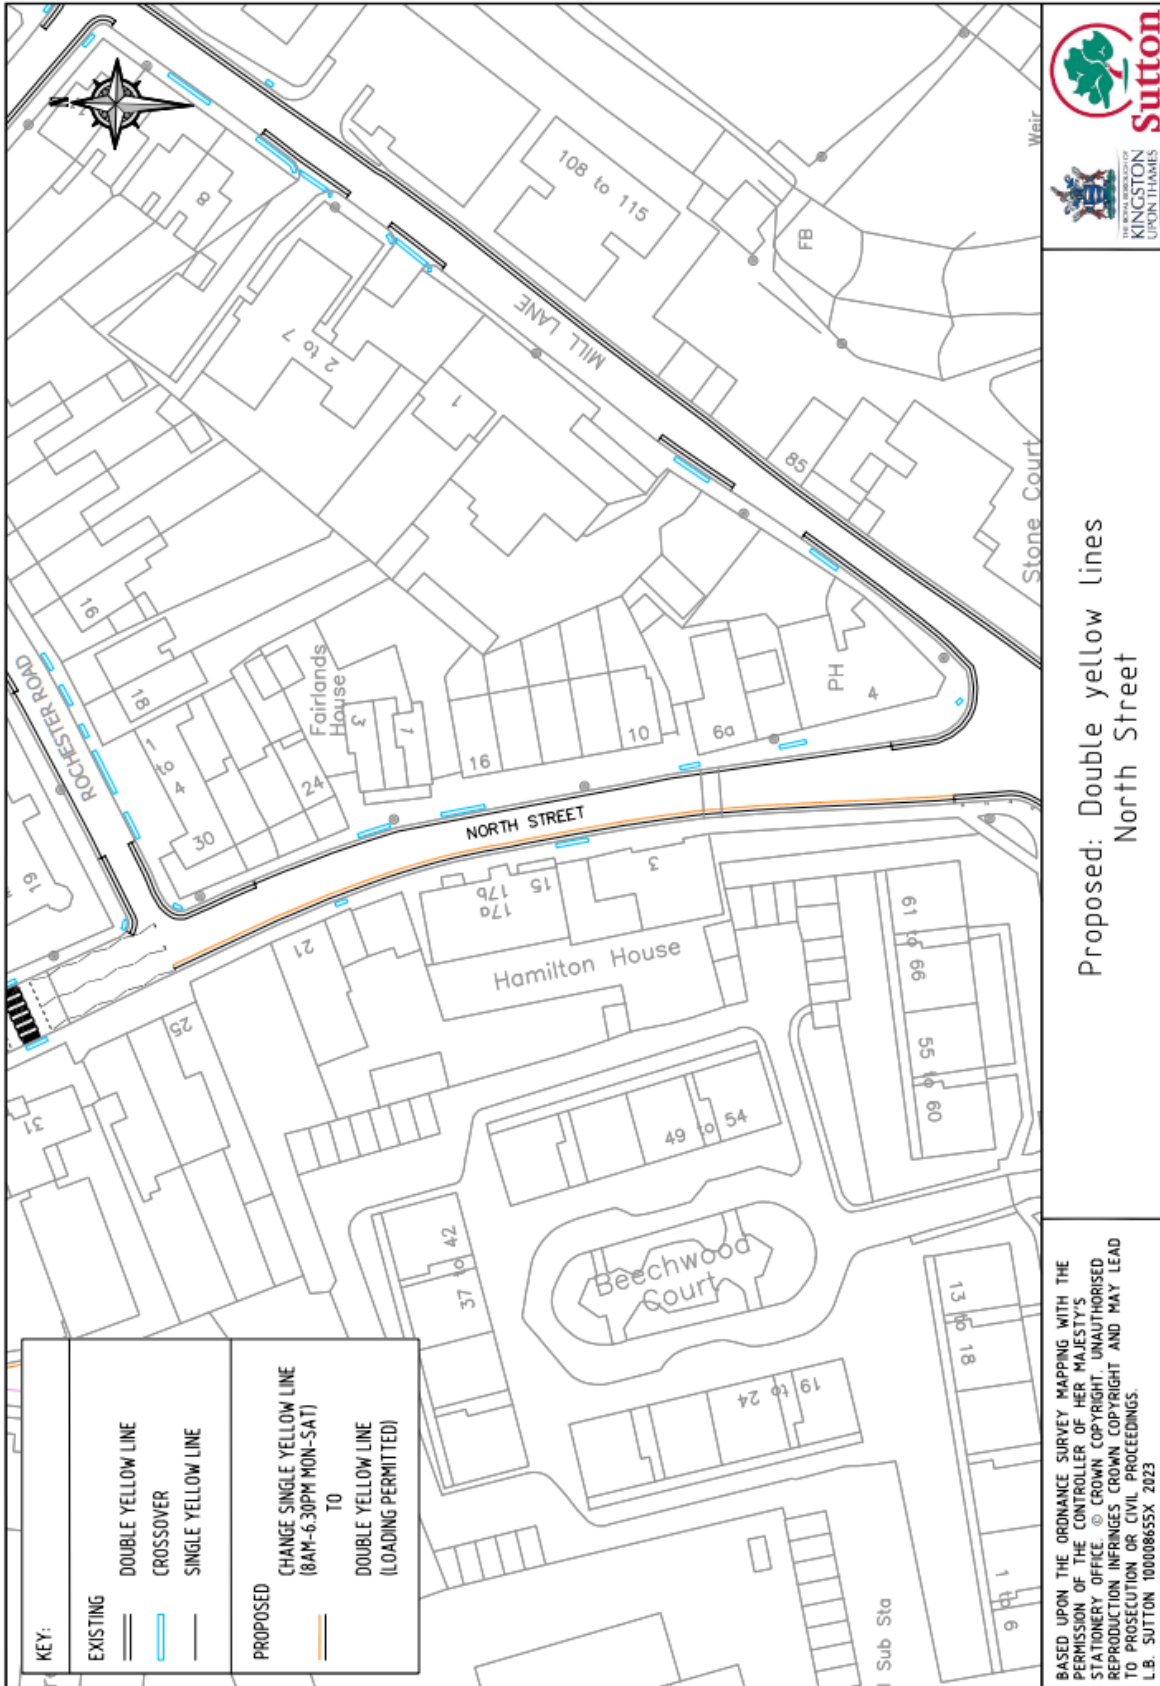 KEY:
EXISTING
DOUBLE YELLOW LINE
CROSSOVER
SINGLE YELLOW LINE
PROPOSED
CHANGE SINGLE YELLOW LINE
(8AM-6.30PM MON-SAT)
TO
DOUBLE YELLOW LINE
(LOADING PERMITTED)
N
ROCHESTER ROAD
NORTH STREET
MILL LANE
19
16
18
1
to
4
30
24
Fairlands
House
3
1
16
10
6a
PH
4
8
2 to 7
1
108 to 115
FB
Weir
85
Stone Court
31
25
21
17a
17b
15
3
Hamilton House
61 to 66
55 to 60
49 to 54
37 to 42
Beechwood
Court
19 to 24
13 to 18
1 to 6
Sub Sta
BASED UPON THE ORDNANCE SURVEY MAPPING WITH THE
PERMISSION OF THE CONTROLLER OF HER MAJESTY'S
STATIONERY OFFICE. © CROWN COPYRIGHT. UNAUTHORISED
REPRODUCTION INFRINGES CROWN COPYRIGHT AND MAY LEAD
TO PROSECUTION OR CIVIL PROCEEDINGS.
L.B. SUTTON 100008655X 2023
Proposed: Double yellow lines
North Street
THE ROYAL BOROUGH OF
KINGSTON
UPON THAMES
Sutton